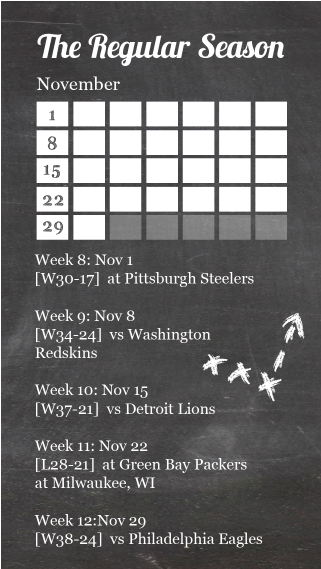 The Regular Season
November
1
8
15
22
29
Week 8: Nov 1
[W30-17]  at Pittsburgh Steelers
Week 9: Nov 8
[W34-24]  vs Washington
Redskins
Week 10: Nov 15
[W37-21]  vs Detroit Lions
Week 11: Nov 22
[L28-21]  at Green Bay Packers
at Milwaukee, WI
Week 12:Nov 29
[W38-24]  vs Philadelphia Eagles